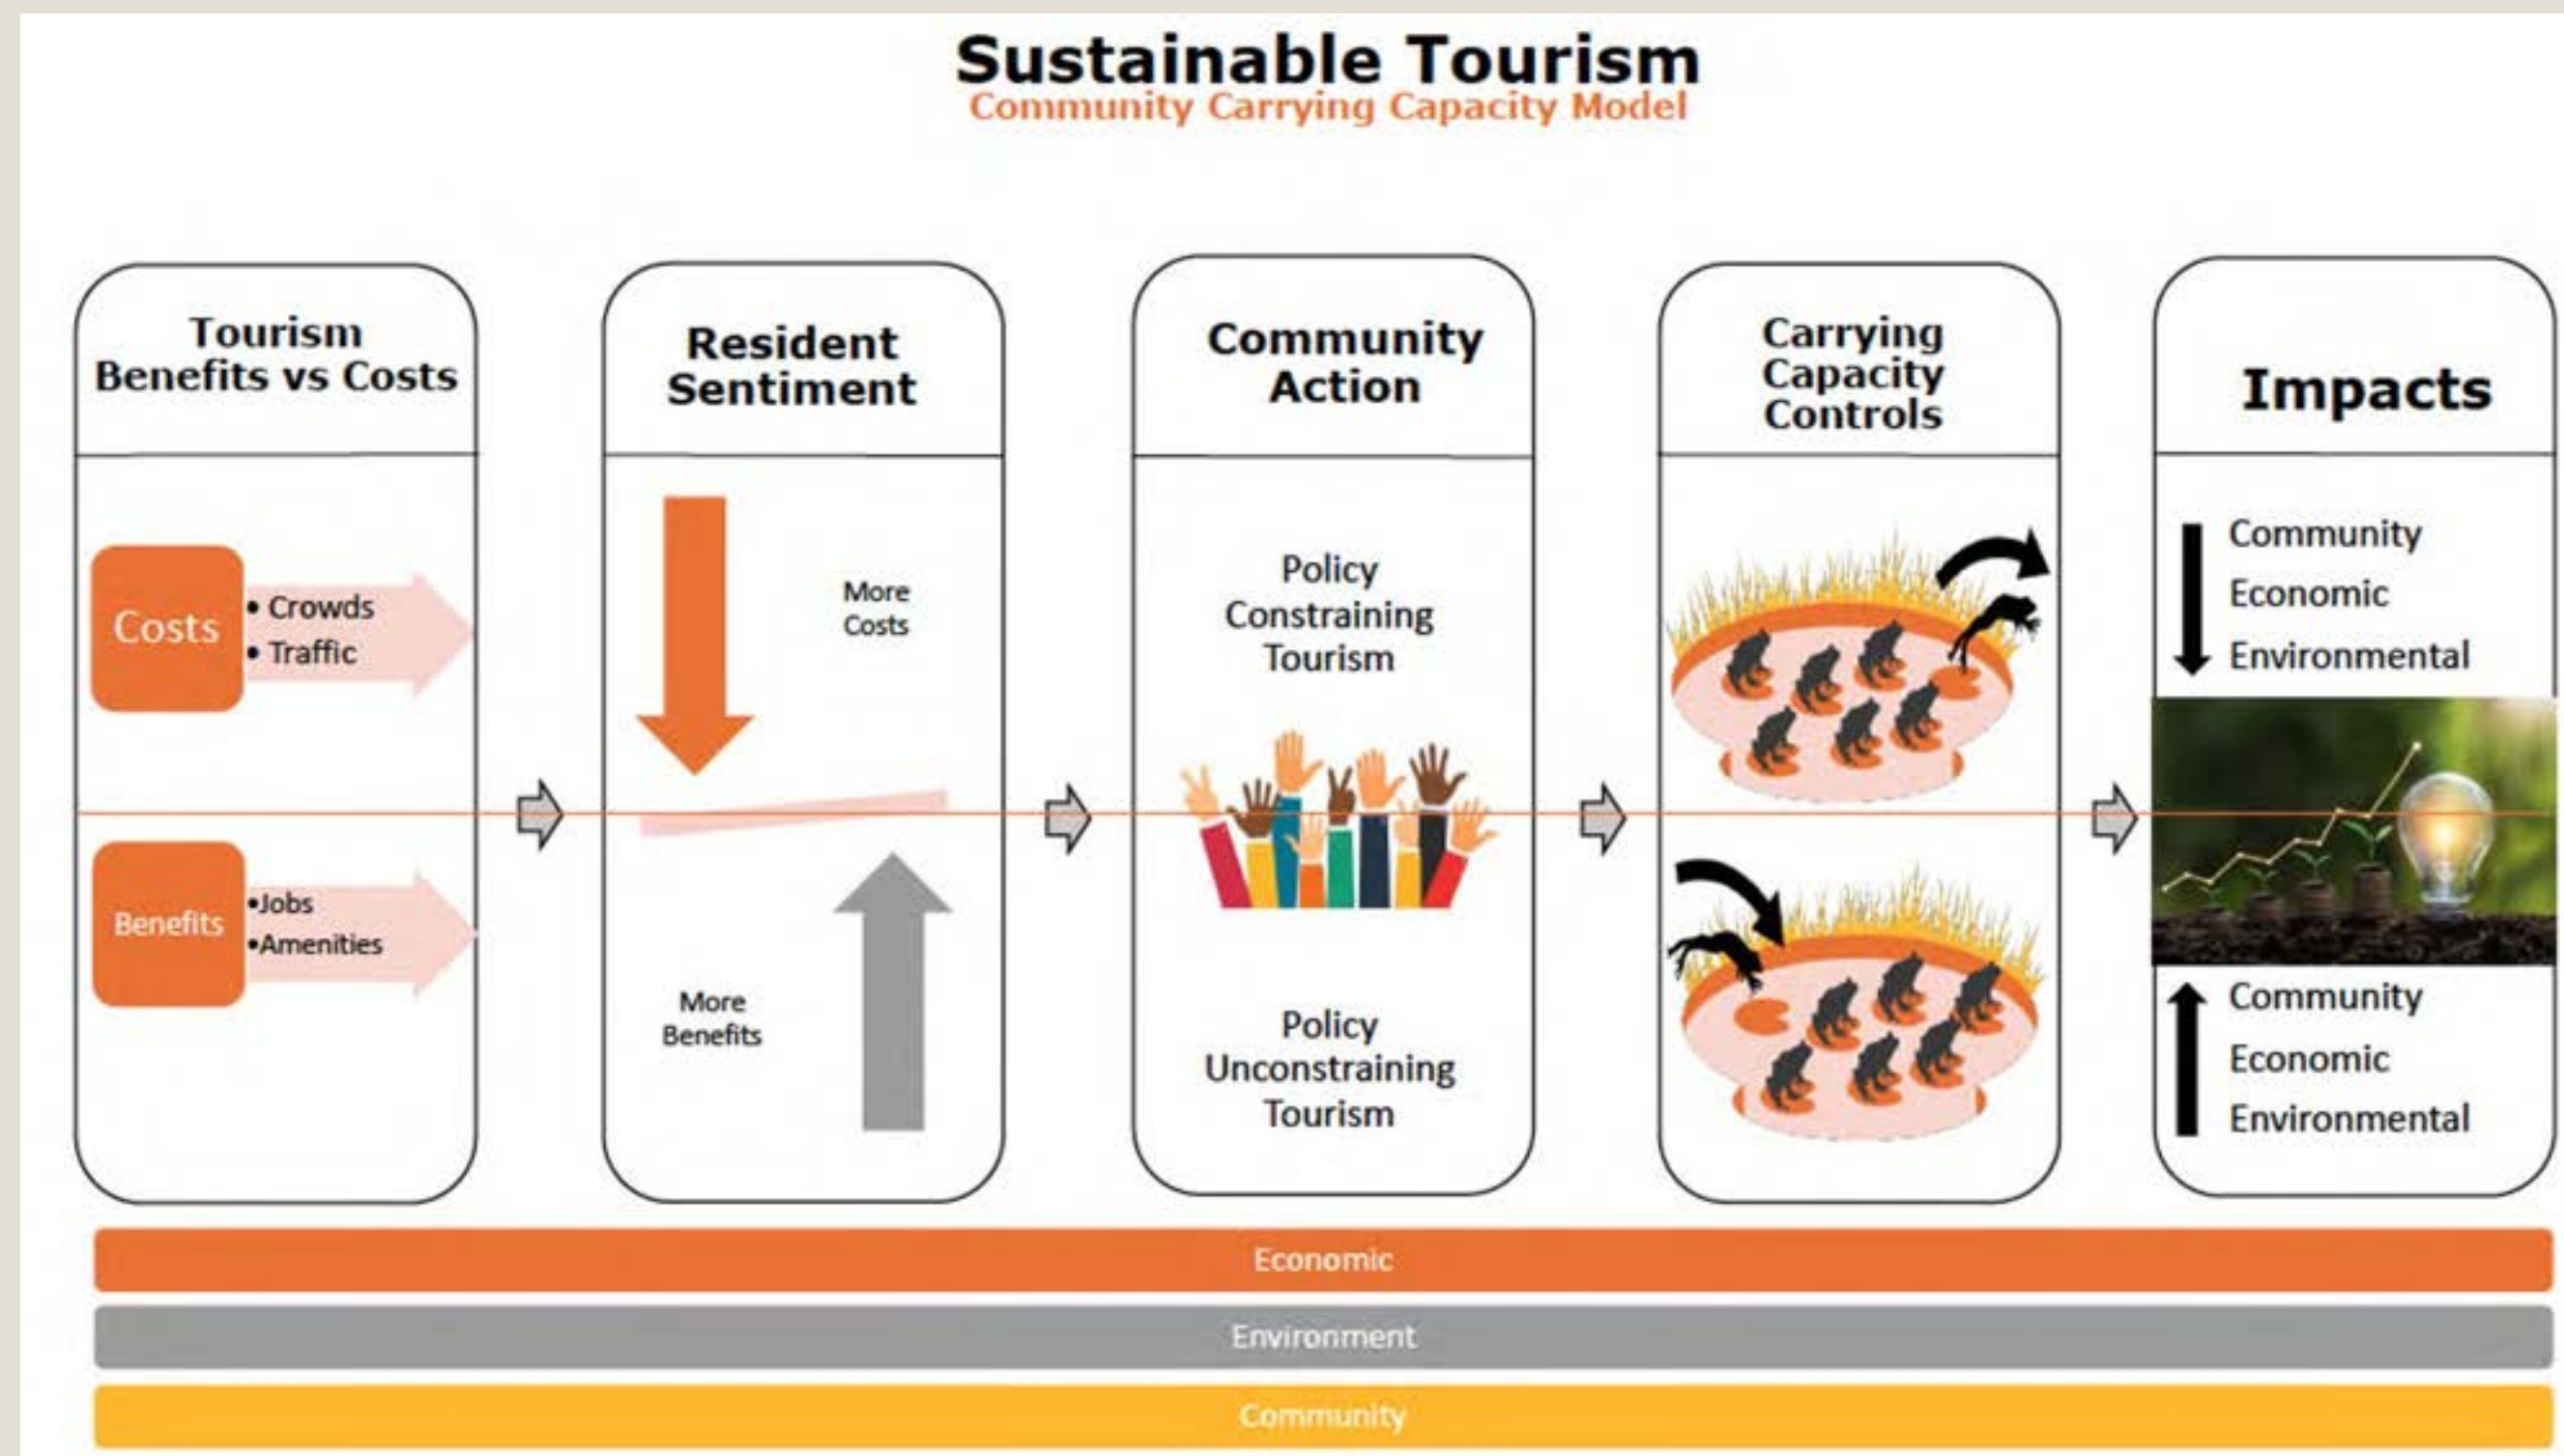 Sustainable Tourism
Community Carrying Capacity Model
Tourism
Benefits vs Costs
Costs
• Crowds
• Traffic
Benefits
•Jobs
•Amenities
Resident
Sentiment
More
Costs
More
Benefits
Community
Action
Policy
Constraining
Tourism
Policy
Unconstraining
Tourism
Carrying
Capacity
Controls
Impacts
Community
Economic
Environmental
Community
Economic
Environmental
Economic
Environment
Community